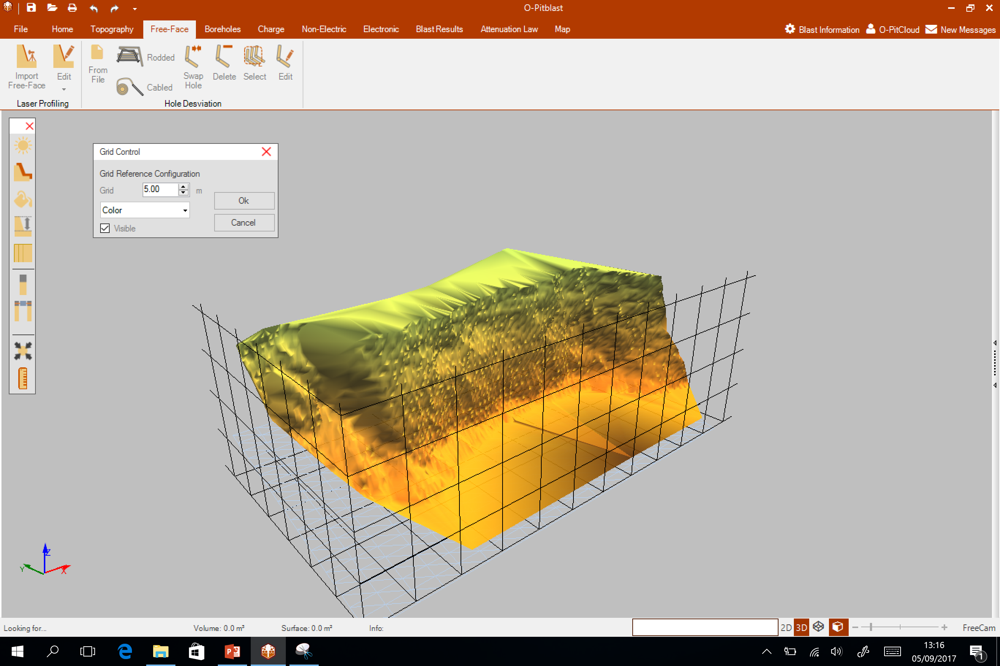 O-Pitblast
File Home Topography Free-Face Boreholes Charge Non-Electric Electronic Blast Results Attenuation Law Map Blast Information O-PitCloud New Messages
Import
Free-Face
Edit
Laser Profiling
From
File
Rodded
Cabled
Swap
Hole
Delete
Select
Edit
Hole Desviation
Grid Control
Grid Reference Configuration
Grid 5.00 m
Ok
Color
Cancel
Visible
Z
Y
X
Looking for... Volume: 0.0 m³ Surface: 0.0 m² Info: 2D 3D FreeCam
13:16
05/09/2017
1